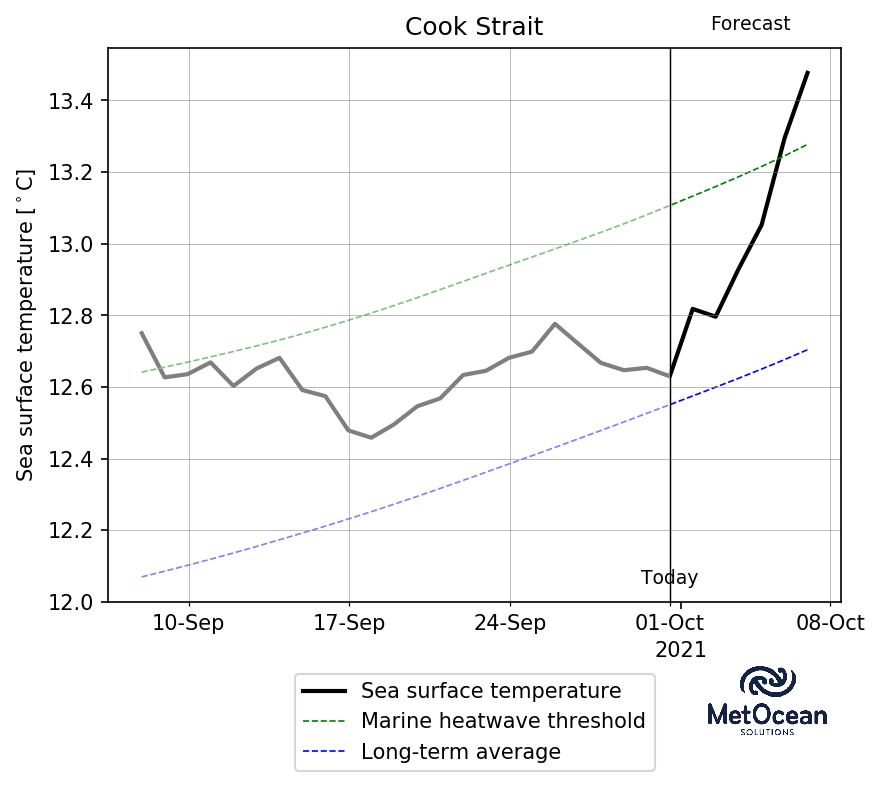 Cook Strait
Forecast
Sea surface temperature [°C]
13.4
13.2
13.0
12.8
12.6
12.4
12.2
12.0
Today
10-Sep
17-Sep
24-Sep
01-Oct
08-Oct
2021
Sea surface temperature
Marine heatwave threshold
Long-term average
MetOcean
SOLUTIONS